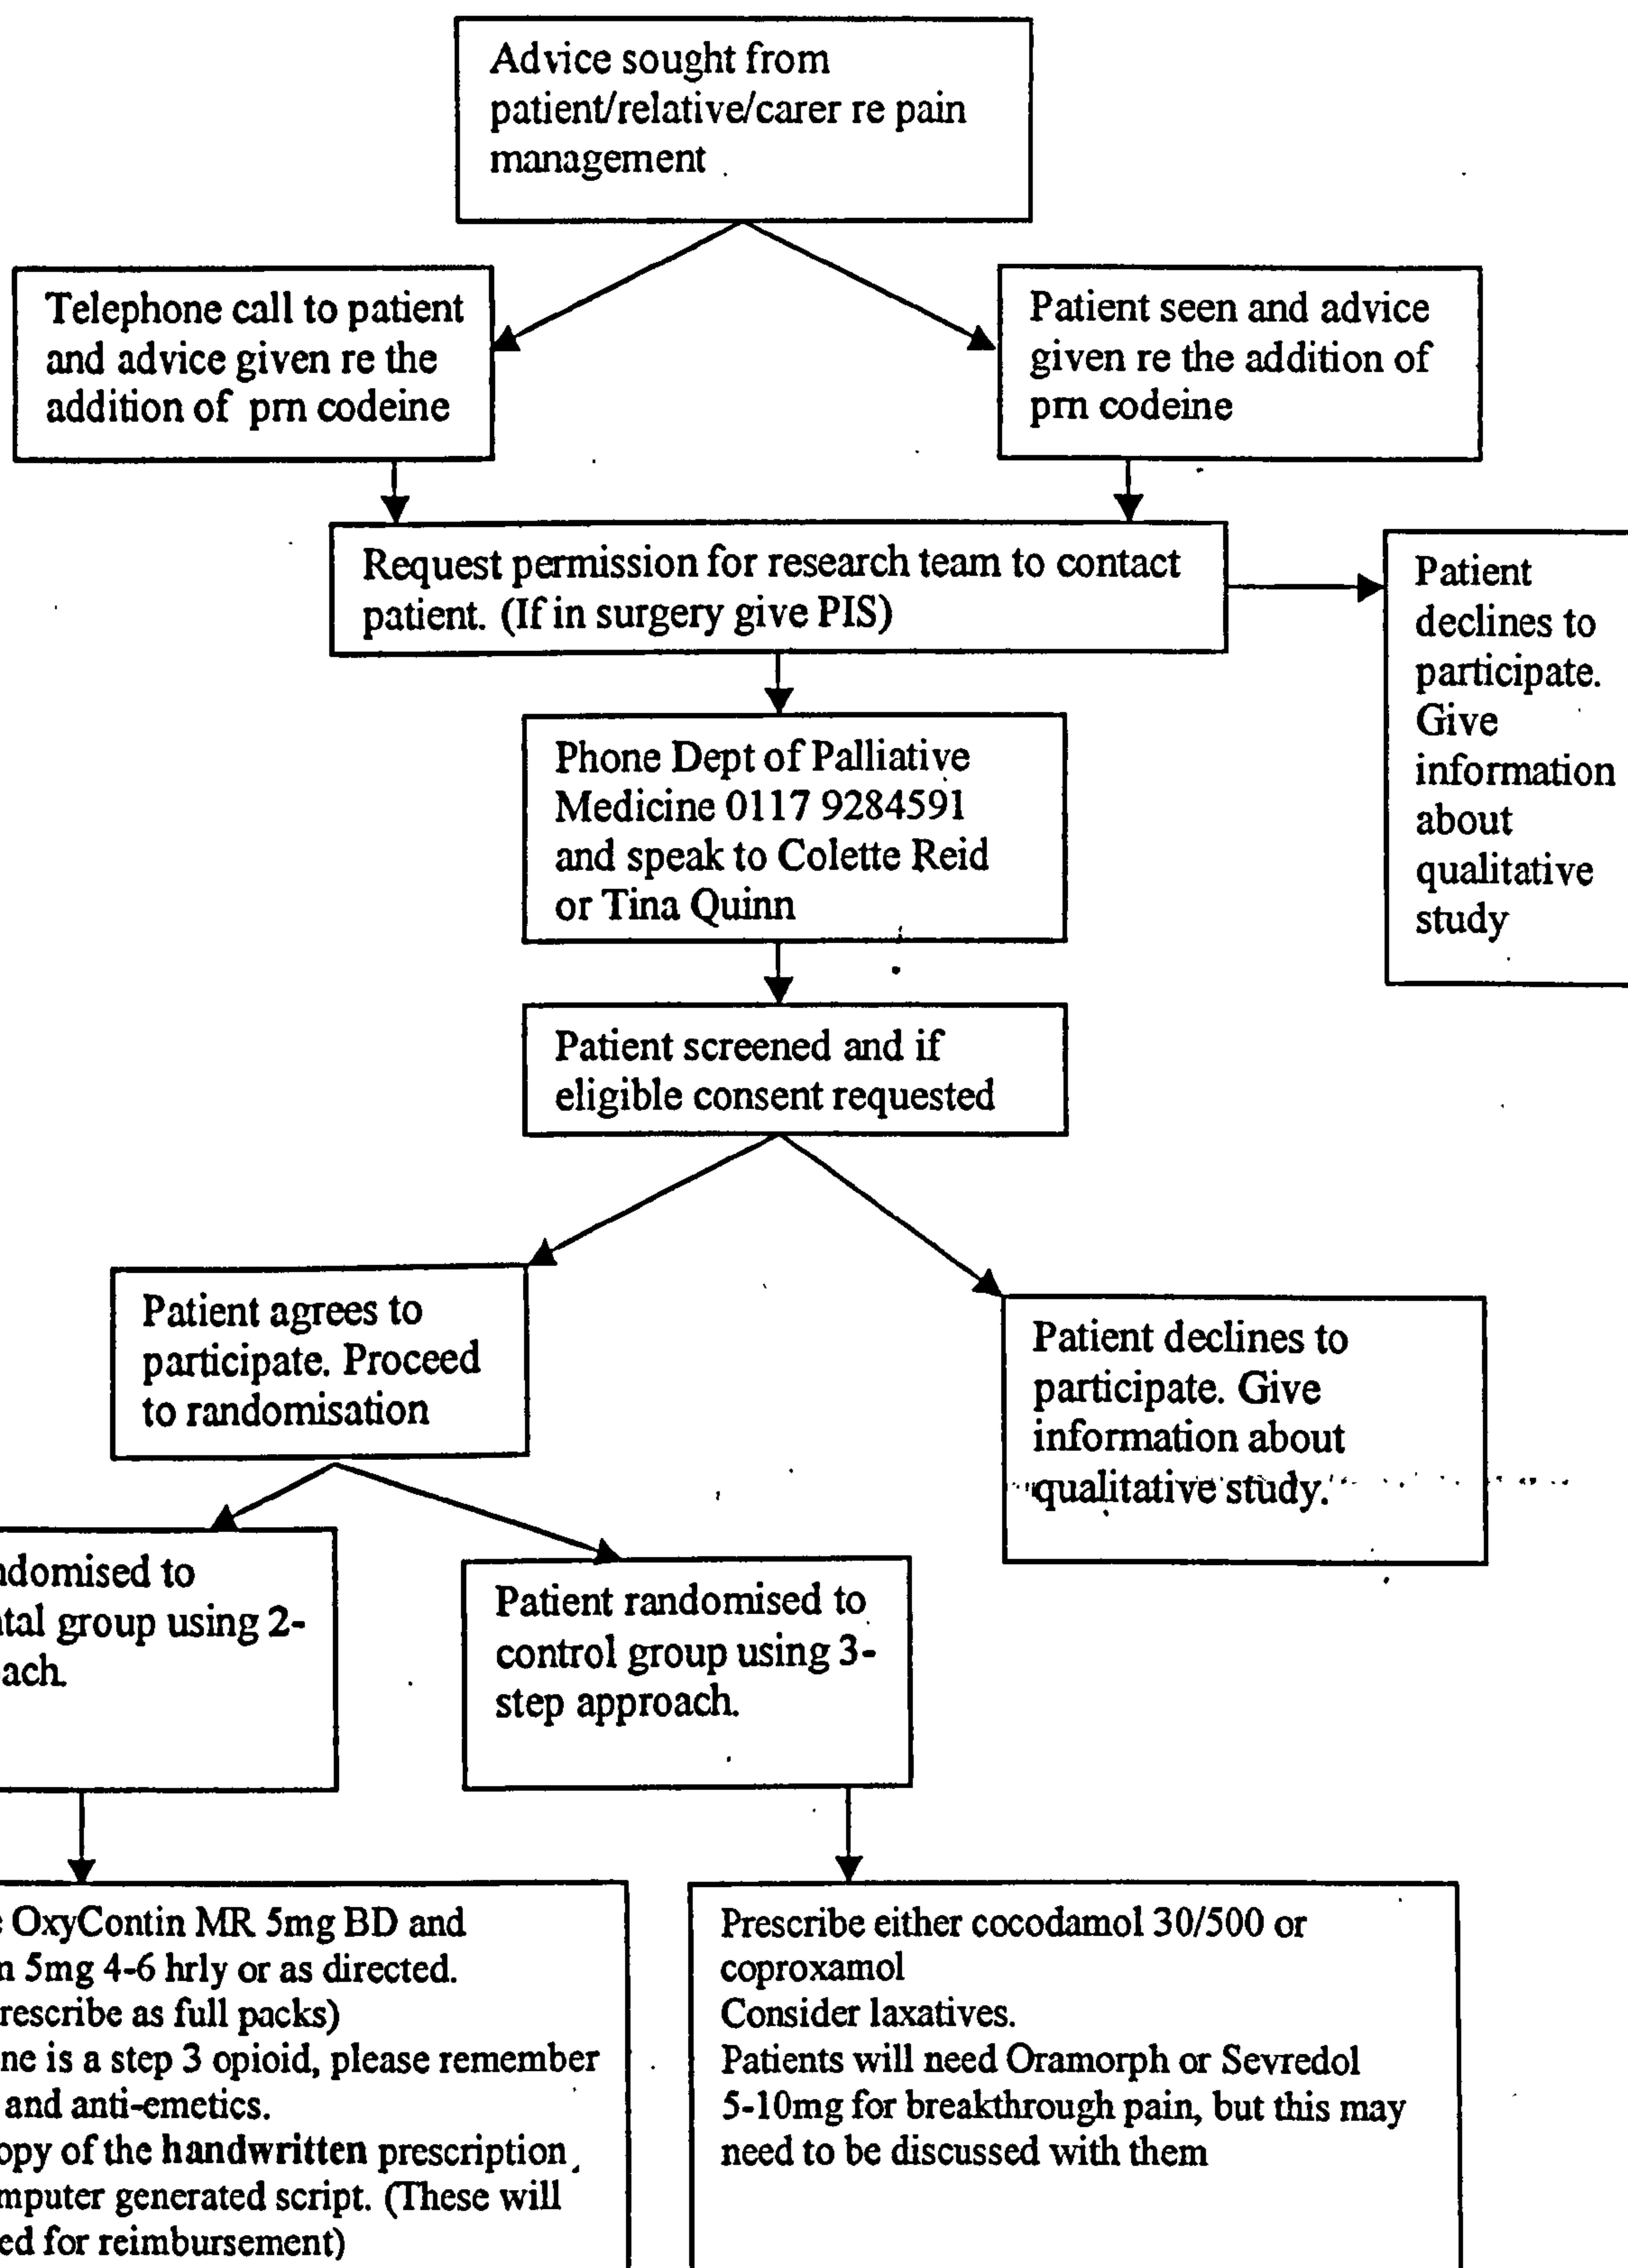 Advice sought from
patient/relative/carer re pain
management
Telephone call to patient
and advice given re the
addition of prn codeine
Patient seen and advice
given re the addition of
prn codeine
Request permission for research team to contact
patient. (If in surgery give PIS)
Patient
declines to
participate.
Give
information
about
qualitative
study
Phone Dept of Palliative
Medicine 0117 9284591
and speak to Colette Reid
or Tina Quinn
Patient screened and if
eligible consent requested
Patient agrees to
participate. Proceed
to randomisation
Patient declines to
participate. Give
information about
qualitative study.
to
group using 2-
Patient randomised to
control group using 3-
step approach.
OxyContin MR 5mg BD and
5mg 4-6 hrly or as directed.
as full packs)
is a step 3 opioid, please remember
and anti-emetics.
of the handwritten prescription
generated script. (These will
for reimbursement)
Prescribe either cocodamol 30/500 or
coproxamol
Consider laxatives.
Patients will need Oramorph or Sevredol
5-10mg for breakthrough pain, but this may
need to be discussed with them